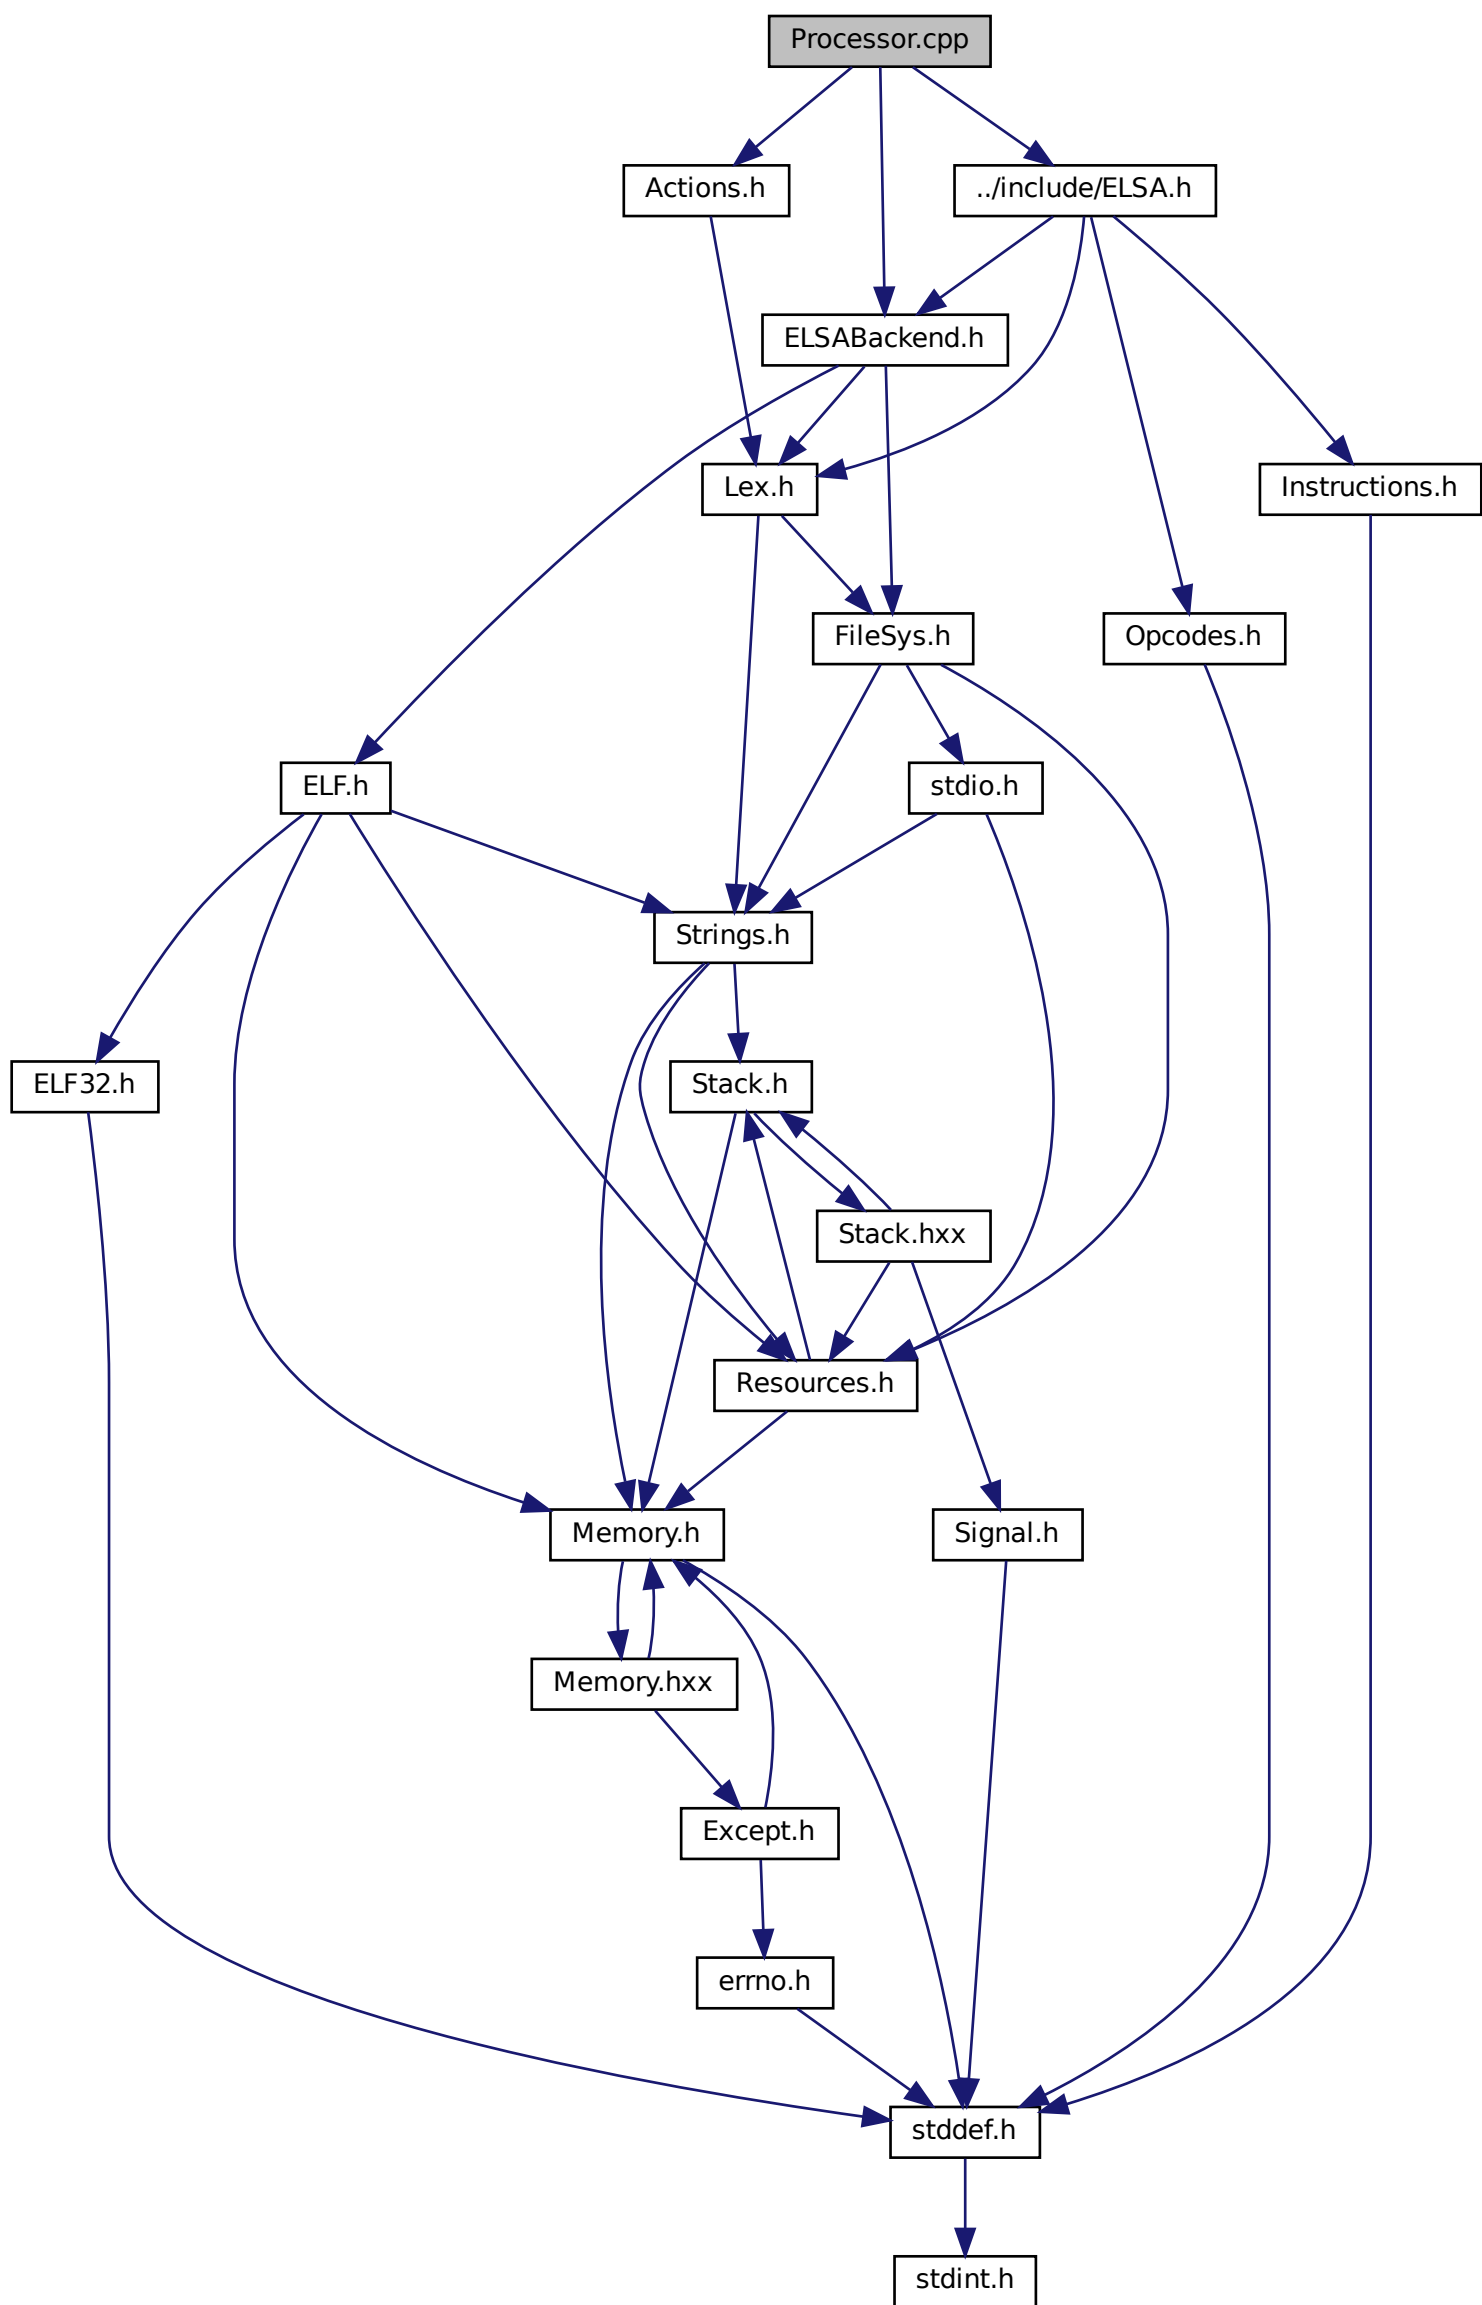 Processor.cpp
Actions.h
../include/ELSA.h
ELSABackend.h
Lex.h
Instructions.h
FileSys.h
Opcodes.h
ELF.h
stdio.h
Strings.h
ELF32.h
Stack.h
Stack.hxx
Resources.h
Memory.h
Signal.h
Memory.hxx
Except.h
errno.h
stddef.h
stdint.h